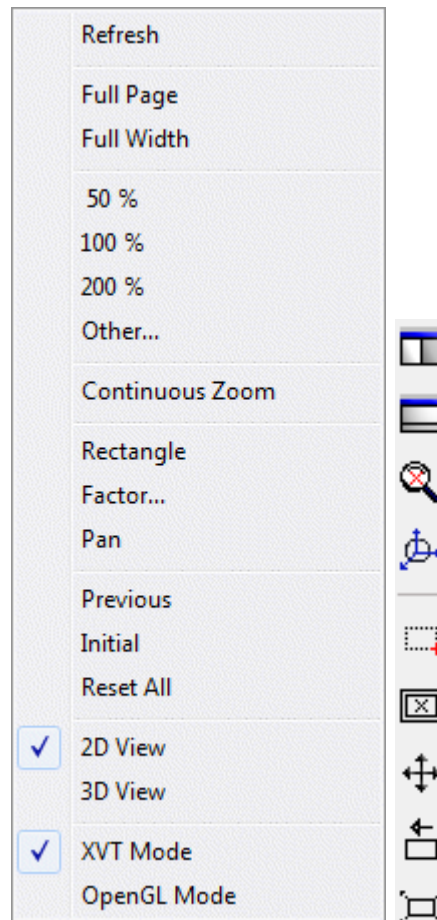 Refresh
Full Page
Full Width
50 %
100 %
200 %
Other...
Continuous Zoom
Rectangle
Factor...
Pan
Previous
Initial
Reset All
2D View
3D View
XVT Mode
OpenGL Mode